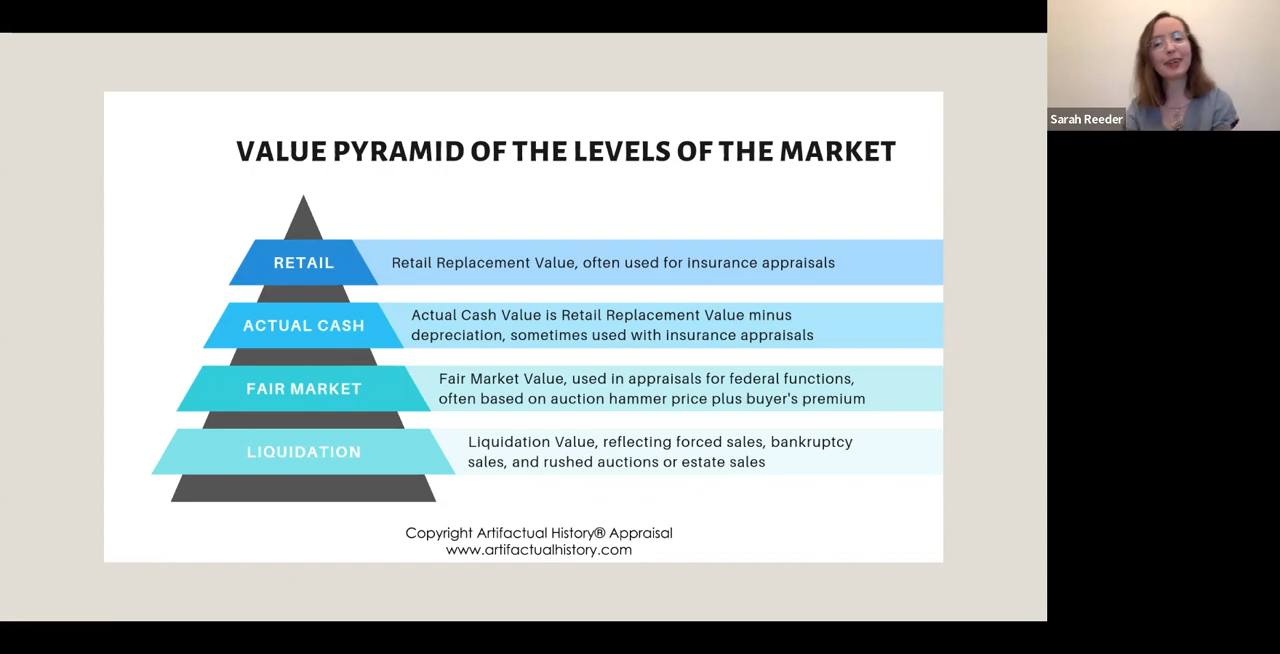 VALUE PYRAMID OF THE LEVELS OF THE MARKET
RETAIL
Retail Replacement Value, often used for insurance appraisals
ACTUAL CASH
Actual Cash Value is Retail Replacement Value minus
depreciation, sometimes used with insurance appraisals
FAIR MARKET
Fair Market Value, used in appraisals for federal functions,
often based on auction hammer price plus buyer's premium
LIQUIDATION
Liquidation Value, reflecting forced sales, bankruptcy
sales, and rushed auctions or estate sales
Copyright Artifactual History® Appraisal
www.artifactualhistory.com
Sarah Reeder